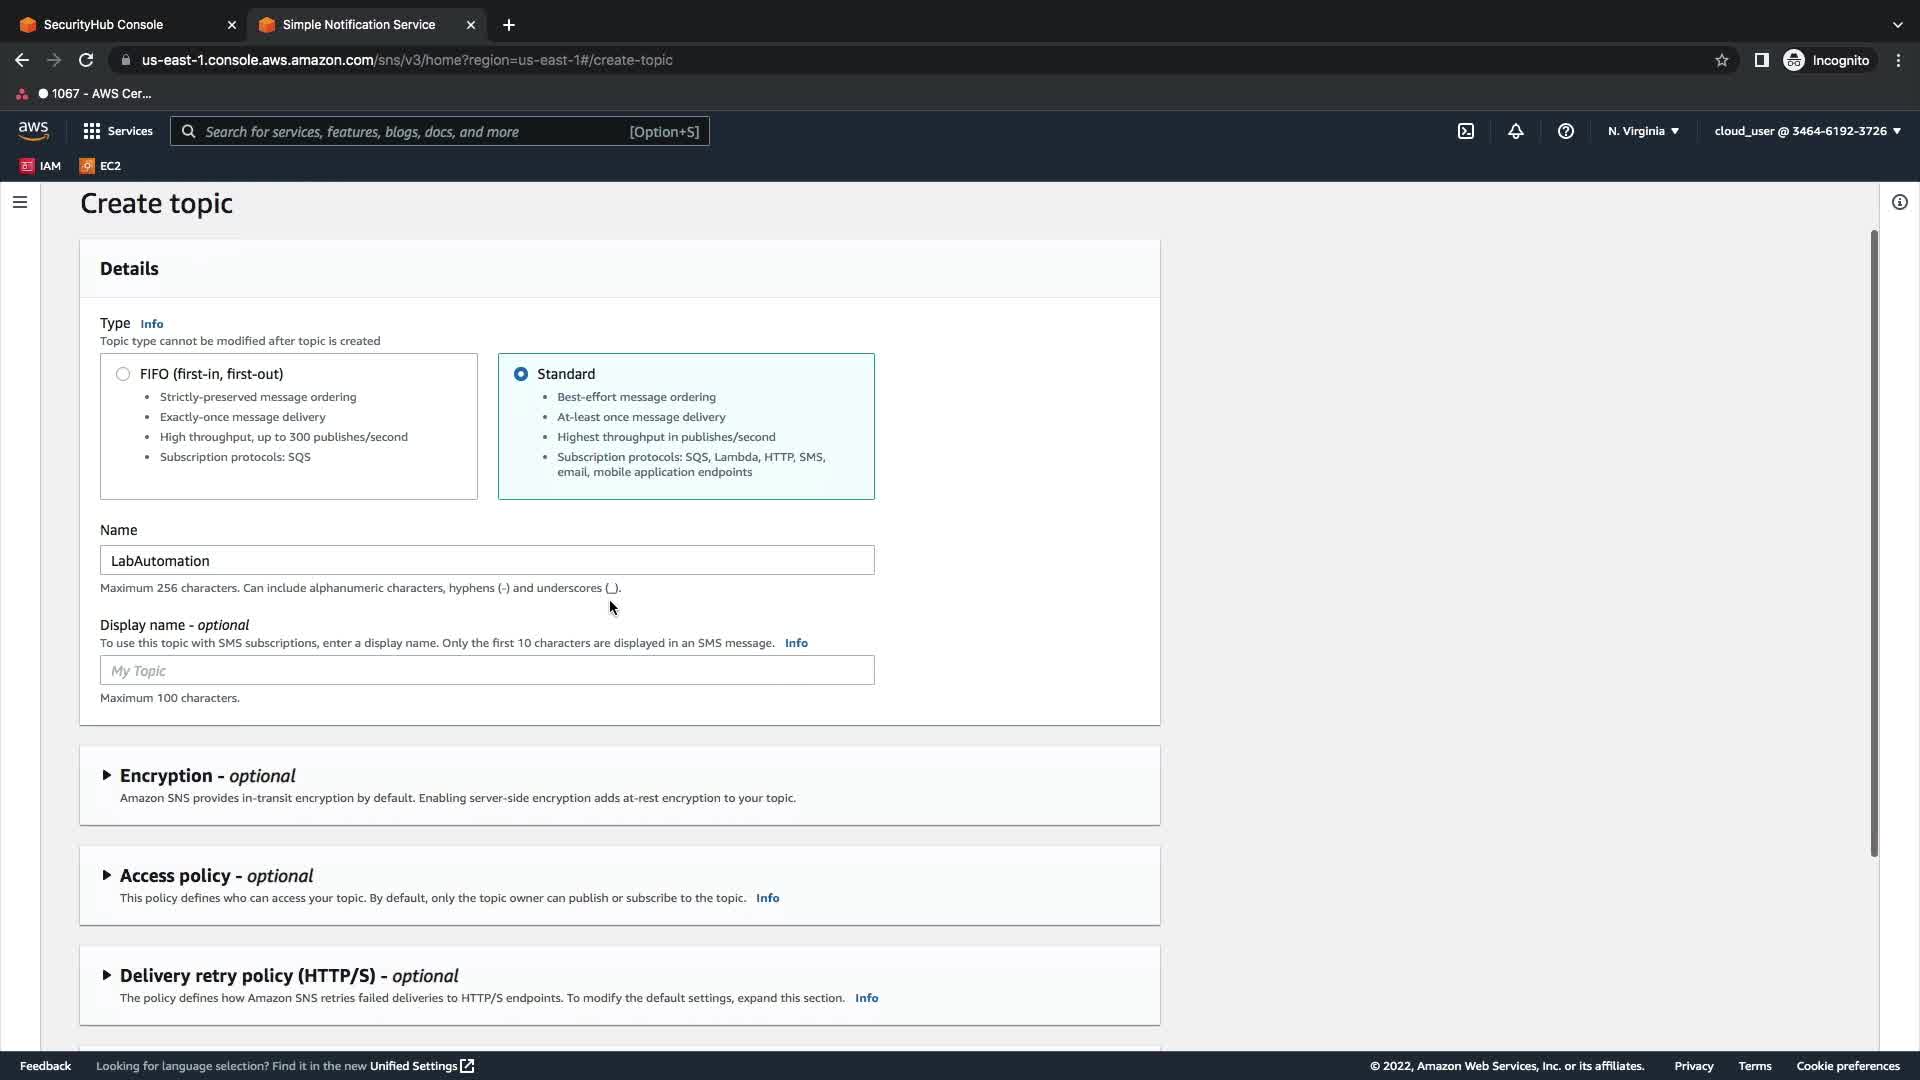 SecurityHub Console
Simple Notification Service
us-east-1.console.aws.amazon.com/sns/v3/home?region=us-east-1#/create-topic
Incognito
1067 - AWS Cer...
aws
Services
Search for services, features, blogs, docs, and more
[Option+S]
N. Virginia
cloud_user @ 3464-6192-3726
IAM
EC2
Create topic
Details
Type Info
Topic type cannot be modified after topic is created
FIFO (first-in, first-out)
Strictly-preserved message ordering
Exactly-once message delivery
High throughput, up to 300 publishes/second
Subscription protocols: SQS
Standard
Best-effort message ordering
At-least once message delivery
Highest throughput in publishes/second
Subscription protocols: SQS, Lambda, HTTP, SMS,
email, mobile application endpoints
Name
LabAutomation
Maximum 256 characters. Can include alphanumeric characters, hyphens (-) and underscores (_).
Display name - optional
To use this topic with SMS subscriptions, enter a display name. Only the first 10 characters are displayed in an SMS message. Info
My Topic
Maximum 100 characters.
Encryption - optional
Amazon SNS provides in-transit encryption by default. Enabling server-side encryption adds at-rest encryption to your topic.
Access policy - optional
This policy defines who can access your topic. By default, only the topic owner can publish or subscribe to the topic. Info
Delivery retry policy (HTTP/S) - optional
The policy defines how Amazon SNS retries failed deliveries to HTTP/S endpoints. To modify the default settings, expand this section. Info
Feedback
Looking for language selection? Find it in the new Unified Settings
© 2022, Amazon Web Services, Inc. or its affiliates.
Privacy
Terms
Cookie preferences